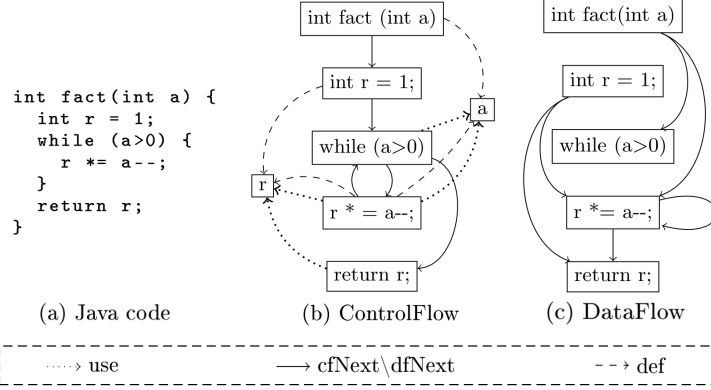 int fact(int a) {
int r = 1;
while (a>0) {
r *= a--;
}
return r;
}
(a) Java code
int fact (int a)
int r = 1;
a
while (a>0)
r
r * = a--;
return r;
(b) ControlFlow
int fact(int a)
int r = 1;
while (a>0)
r *= a--;
return r;
(c) DataFlow
use
cfNext\dfNext
def